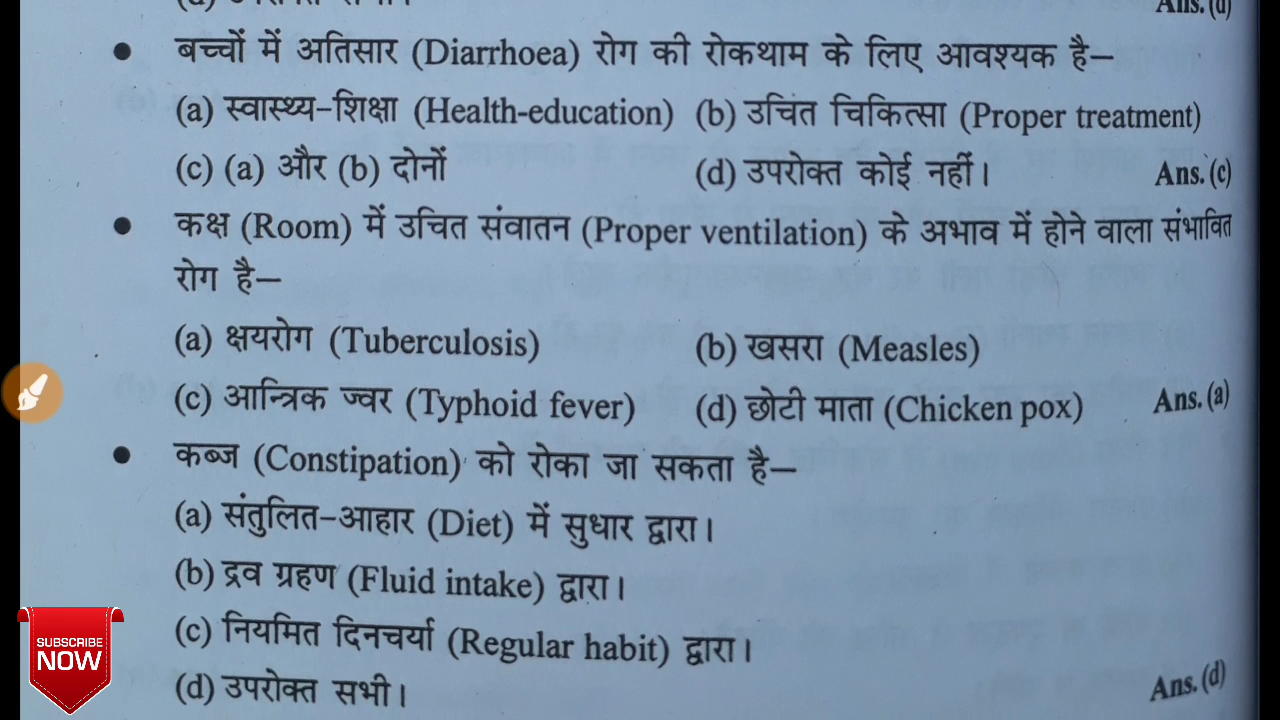 Ans. (d)
● बच्चों में अतिसार (Diarrhoea) रोग की रोकथाम के लिए आवश्यक है–
(a) स्वास्थ्य-शिक्षा (Health-education) (b) उचित चिकित्सा (Proper treatment)
(c) (a) और (b) दोनों (d) उपरोक्त कोई नहीं। Ans. (c)
● कक्ष (Room) में उचित संवातन (Proper ventilation) के अभाव में होने वाला संभावित
रोग है–
(a) क्षयरोग (Tuberculosis) (b) खसरा (Measles)
(c) आन्त्रिक ज्वर (Typhoid fever) (d) छोटी माता (Chicken pox) Ans. (a)
● कब्ज (Constipation) को रोका जा सकता है–
(a) संतुलित-आहार (Diet) में सुधार द्वारा।
(b) द्रव ग्रहण (Fluid intake) द्वारा।
(c) नियमित दिनचर्या (Regular habit) द्वारा।
(d) उपरोक्त सभी। Ans. (d)
SUBSCRIBE
NOW